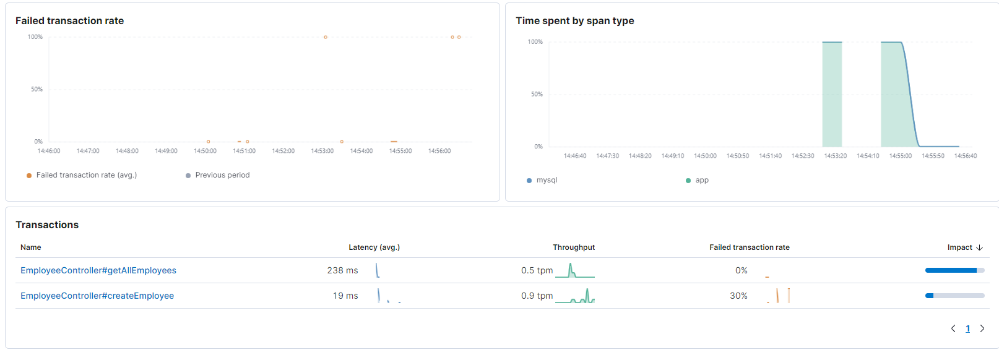 Failed transaction rate
100%
50%
0%
14:46:00 14:47:00 14:48:00 14:49:00 14:50:00 14:51:00 14:52:00 14:53:00 14:54:00 14:55:00 14:56:00
Failed transaction rate (avg.) Previous period
Time spent by span type
100%
50%
0%
14:46:40 14:47:30 14:48:20 14:49:10 14:50:00 14:50:50 14:51:40 14:52:30 14:53:20 14:54:10 14:55:00 14:55:50 14:56:40
mysql app
Transactions
Name Latency (avg.) Throughput Failed transaction rate Impact
EmployeeController#getAllEmployees 238 ms 0.5 tpm 0%
EmployeeController#createEmployee 19 ms 0.9 tpm 30%
1